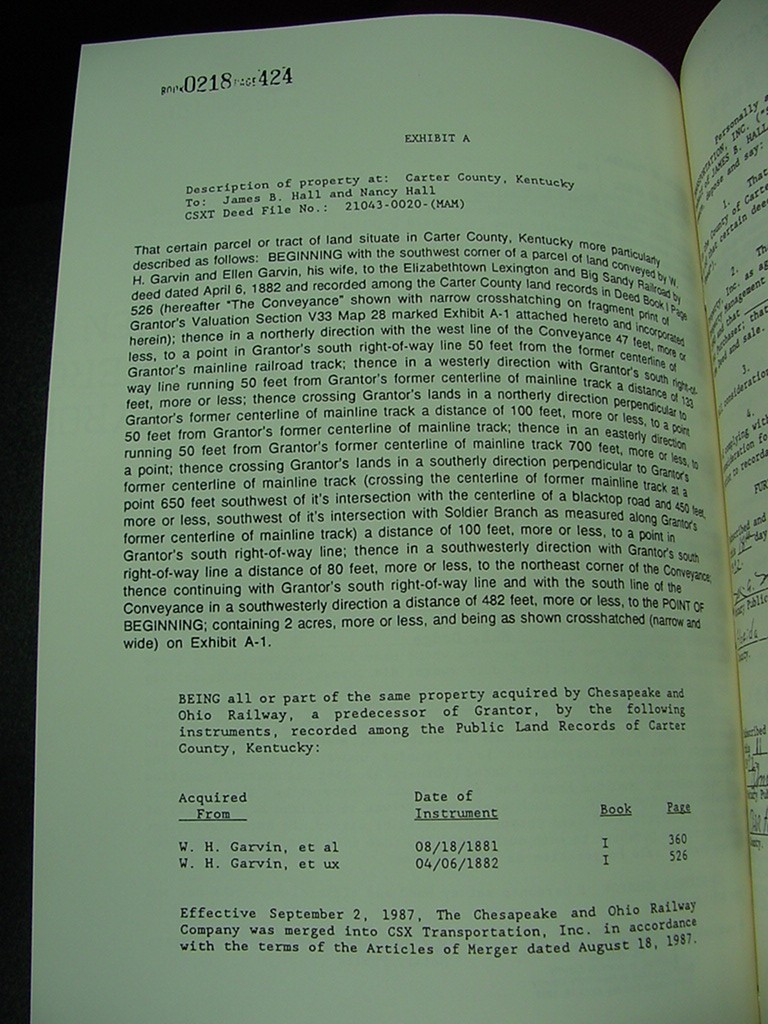 BOOK 0218 PAGE 424
EXHIBIT A
Description of property at: Carter County, Kentucky
To: James B. Hall and Nancy Hall
CSXT Deed File No.: 21043-0020-(MAM)
That certain parcel or tract of land situate in Carter County, Kentucky more particularly
described as follows: BEGINNING with the southwest corner of a parcel of land conveyed by W.
H. Garvin and Ellen Garvin, his wife, to the Elizabethtown Lexington and Big Sandy Railroad by
deed dated April 6, 1882 and recorded among the Carter County land records in Deed Book I Page
526 (hereafter "The Conveyance" shown with narrow crosshatching on fragment print of
Grantor's Valuation Section V33 Map 28 marked Exhibit A-1 attached hereto and incorporated
herein); thence in a northerly direction with the west line of the Conveyance 47 feet, more or
less, to a point in Grantor's south right-of-way line 50 feet from the former centerline of
Grantor's mainline railroad track; thence in a westerly direction with Grantor's south right-of-
way line running 50 feet from Grantor's former centerline of mainline track a distance of 133
feet, more or less; thence crossing Grantor's lands in a northerly direction perpendicular to
Grantor's former centerline of mainline track a distance of 100 feet, more or less, to a point
50 feet from Grantor's former centerline of mainline track; thence in an easterly direction
running 50 feet from Grantor's former centerline of mainline track 700 feet, more or less, to
a point; thence crossing Grantor's lands in a southerly direction perpendicular to Grantor's
former centerline of mainline track (crossing the centerline of former mainline track at a
point 650 feet southwest of it's intersection with the centerline of a blacktop road and 450 feet,
more or less, southwest of it's intersection with Soldier Branch as measured along Grantor's
former centerline of mainline track) a distance of 100 feet, more or less, to a point in
Grantor's south right-of-way line; thence in a southwesterly direction with Grantor's south
right-of-way line a distance of 80 feet, more or less, to the northeast corner of the Conveyance;
thence continuing with Grantor's south right-of-way line and with the south line of the
Conveyance in a southwesterly direction a distance of 482 feet, more or less, to the POINT OF
BEGINNING; containing 2 acres, more or less, and being as shown crosshatched (narrow and
wide) on Exhibit A-1.
BEING all or part of the same property acquired by Chesapeake and
Ohio Railway, a predecessor of Grantor, by the following
instruments, recorded among the Public Land Records of Carter
County, Kentucky:
Acquired From Date of Instrument Book Page
W. H. Garvin, et al 08/18/1881 I 360
W. H. Garvin, et ux 04/06/1882 I 526
Effective September 2, 1987, The Chesapeake and Ohio Railway
Company was merged into CSX Transportation, Inc. in accordance
with the terms of the Articles of Merger dated August 18, 1987.